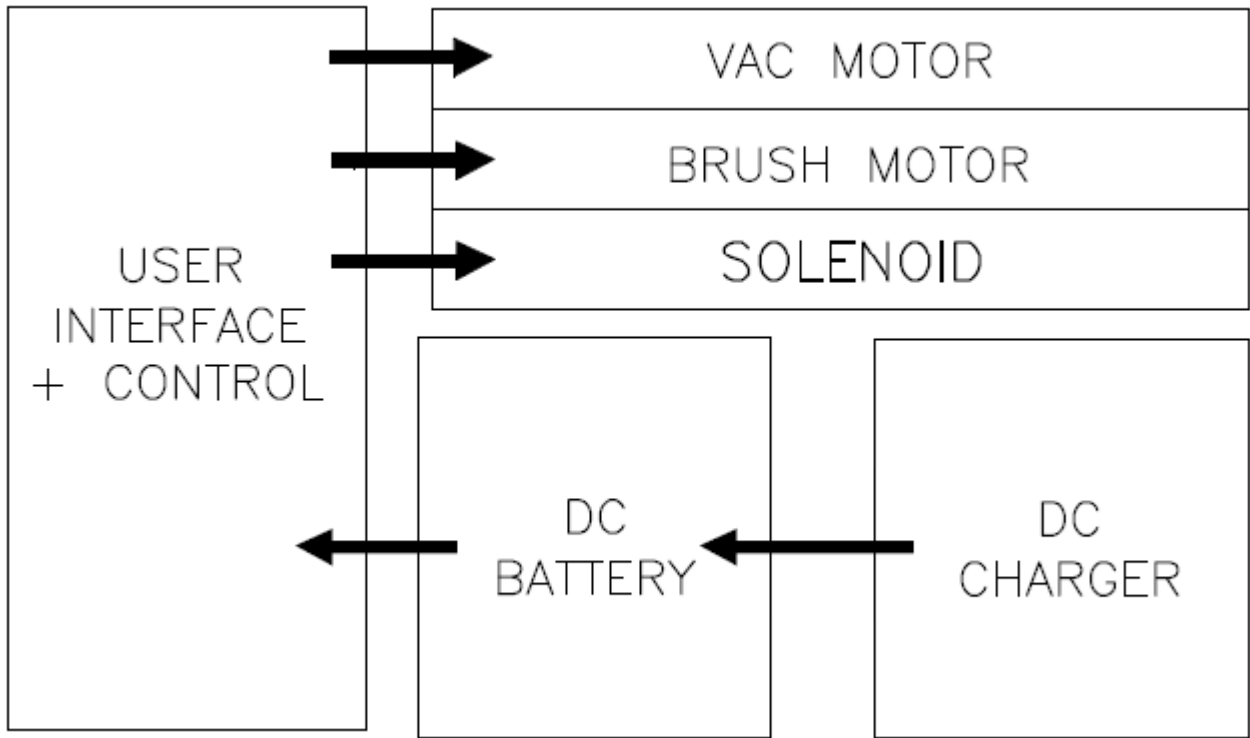 VAC MOTOR
BRUSH MOTOR
SOLENOID
USER
INTERFACE
+ CONTROL
DC
BATTERY
DC
CHARGER